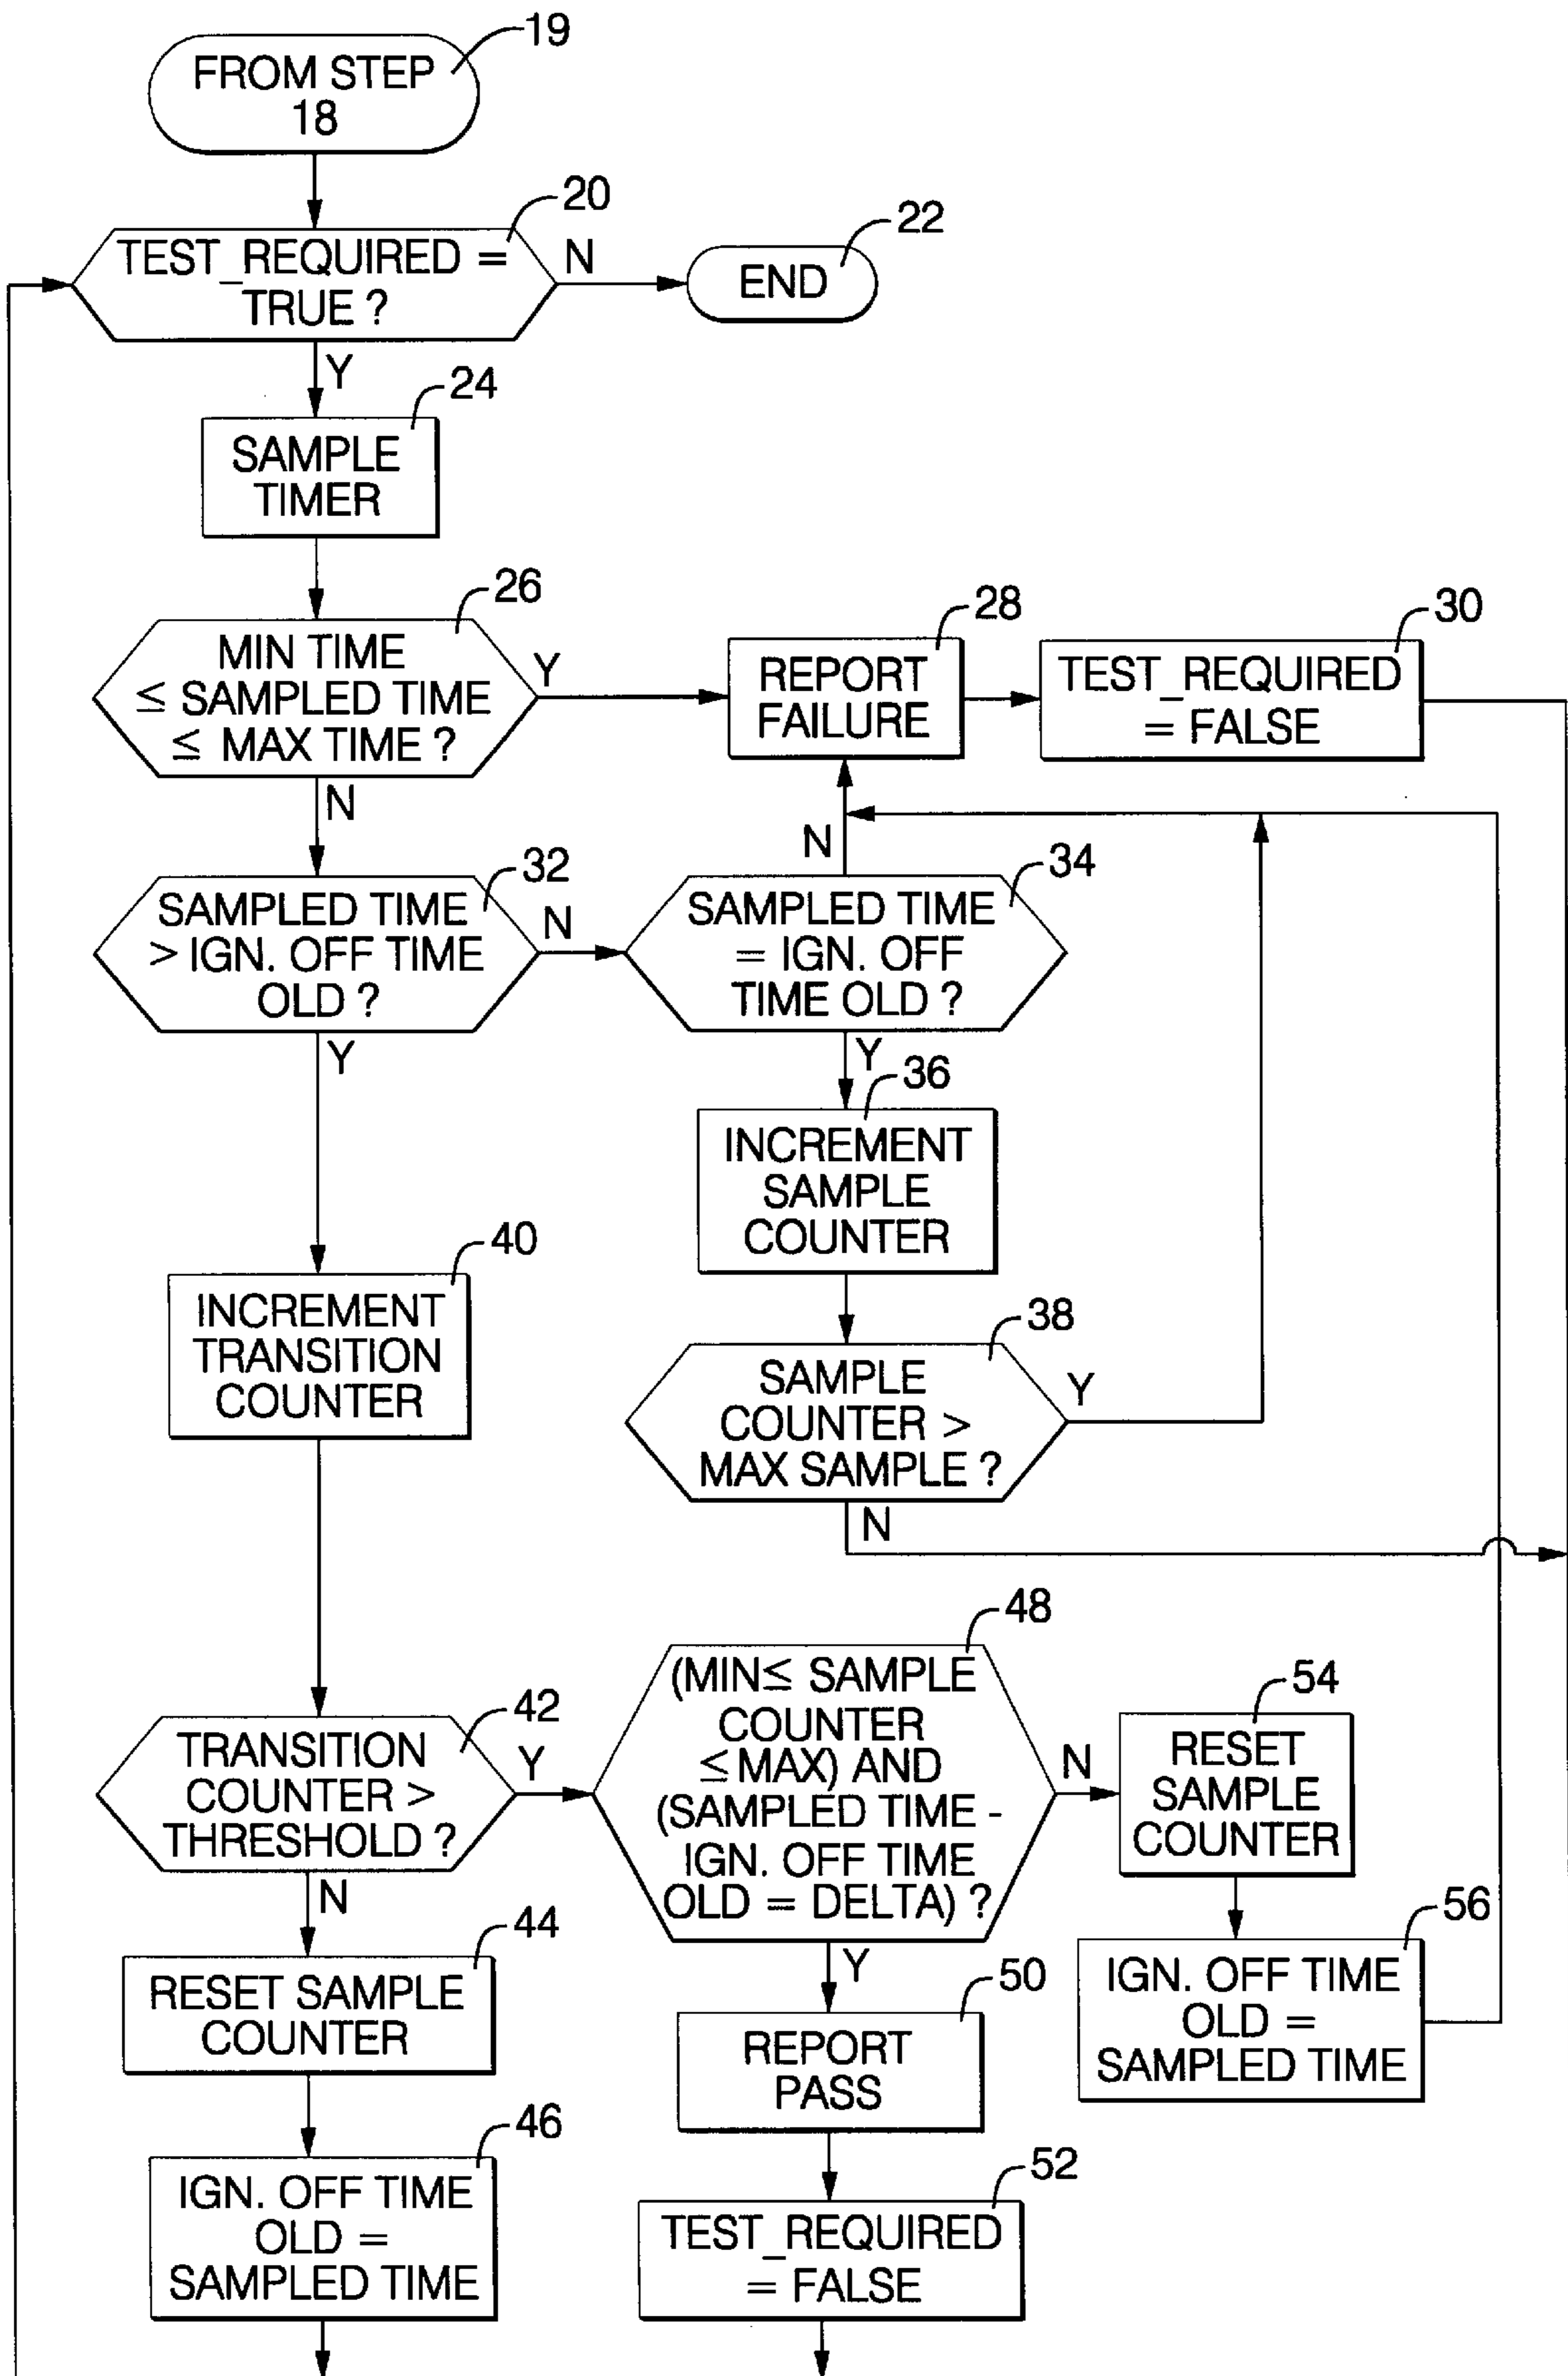 19
FROM STEP
18
20
TEST_REQUIRED =
TRUE ?
N
22
END
Y
24
SAMPLE
TIMER
26
MIN TIME
≤ SAMPLED TIME
≤ MAX TIME ?
Y
28
REPORT
FAILURE
30
TEST_REQUIRED
= FALSE
N
32
SAMPLED TIME
> IGN. OFF TIME
OLD ?
N
N
34
SAMPLED TIME
= IGN. OFF
TIME OLD ?
Y
Y
36
INCREMENT
SAMPLE
COUNTER
40
INCREMENT
TRANSITION
COUNTER
38
SAMPLE
COUNTER >
MAX SAMPLE ?
Y
N
42
TRANSITION
COUNTER >
THRESHOLD ?
Y
48
(MIN≤ SAMPLE
COUNTER
≤MAX) AND
(SAMPLED TIME -
IGN. OFF TIME
OLD = DELTA) ?
N
54
RESET
SAMPLE
COUNTER
N
44
RESET SAMPLE
COUNTER
Y
50
REPORT
PASS
56
IGN. OFF TIME
OLD =
SAMPLED TIME
46
IGN. OFF TIME
OLD =
SAMPLED TIME
52
TEST_REQUIRED
= FALSE